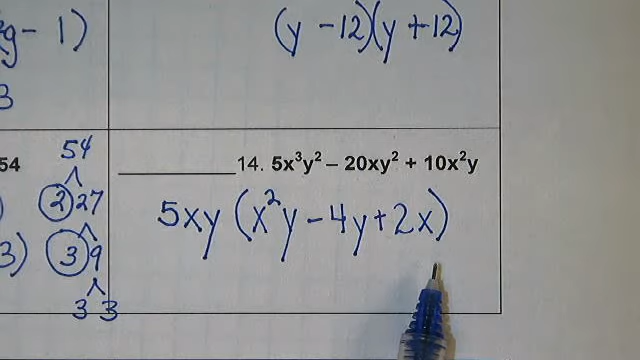 g - 1)
3
(y - 12)(y + 12)
54
3)
54
2 27
3 9
3 3
14. 5x³y² – 20xy² + 10x²y
5xy (x²y - 4y + 2x)